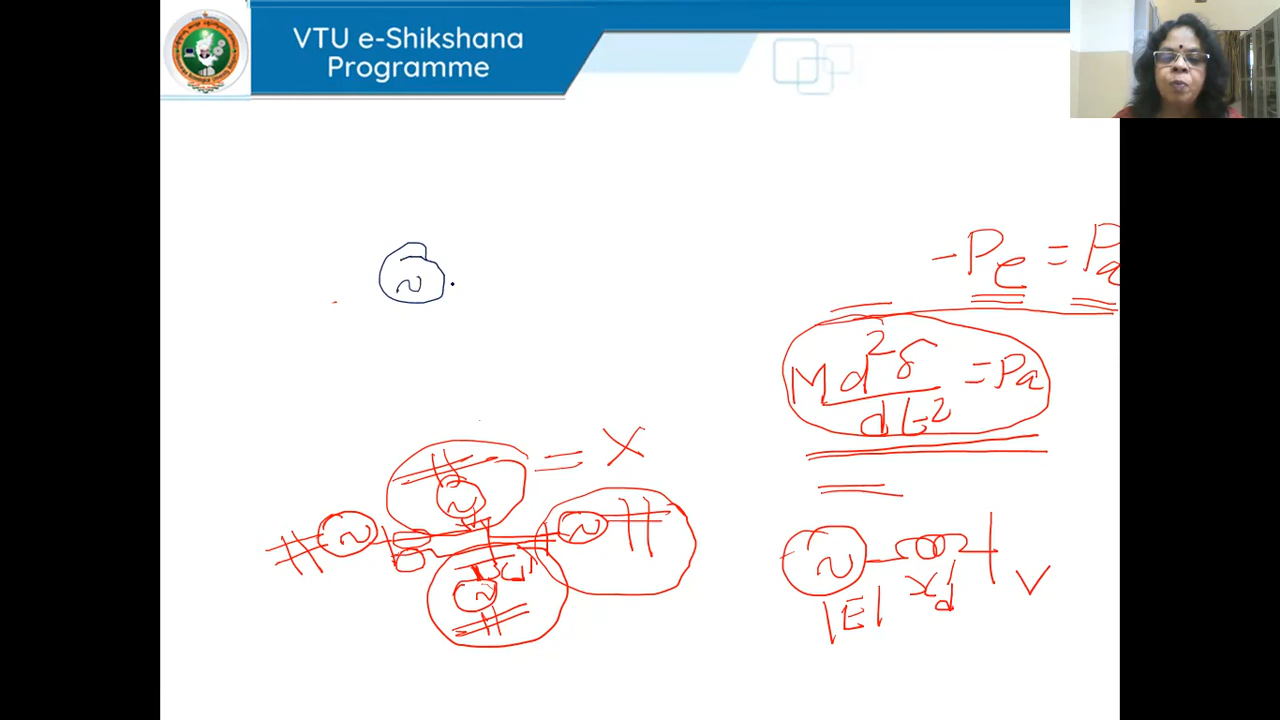 VTU e-Shikshana
Programme
~
-Pe = Pa
M d²δ/dt² = Pa
= X
~
~
~
~
~
|E|
X'd
V